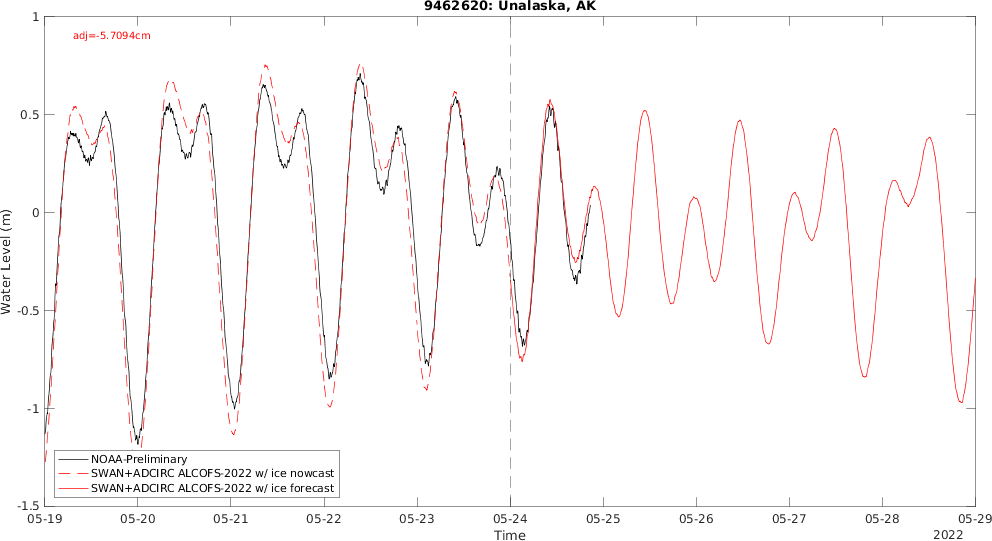 9462620: Unalaska, AK
adj=-5.7094cm
Water Level (m)
1
0.5
0
-0.5
-1
-1.5
NOAA-Preliminary
SWAN+ADCIRC ALCOFS-2022 w/ ice nowcast
SWAN+ADCIRC ALCOFS-2022 w/ ice forecast
05-19 05-20 05-21 05-22 05-23 05-24 05-25 05-26 05-27 05-28 05-29
Time
2022